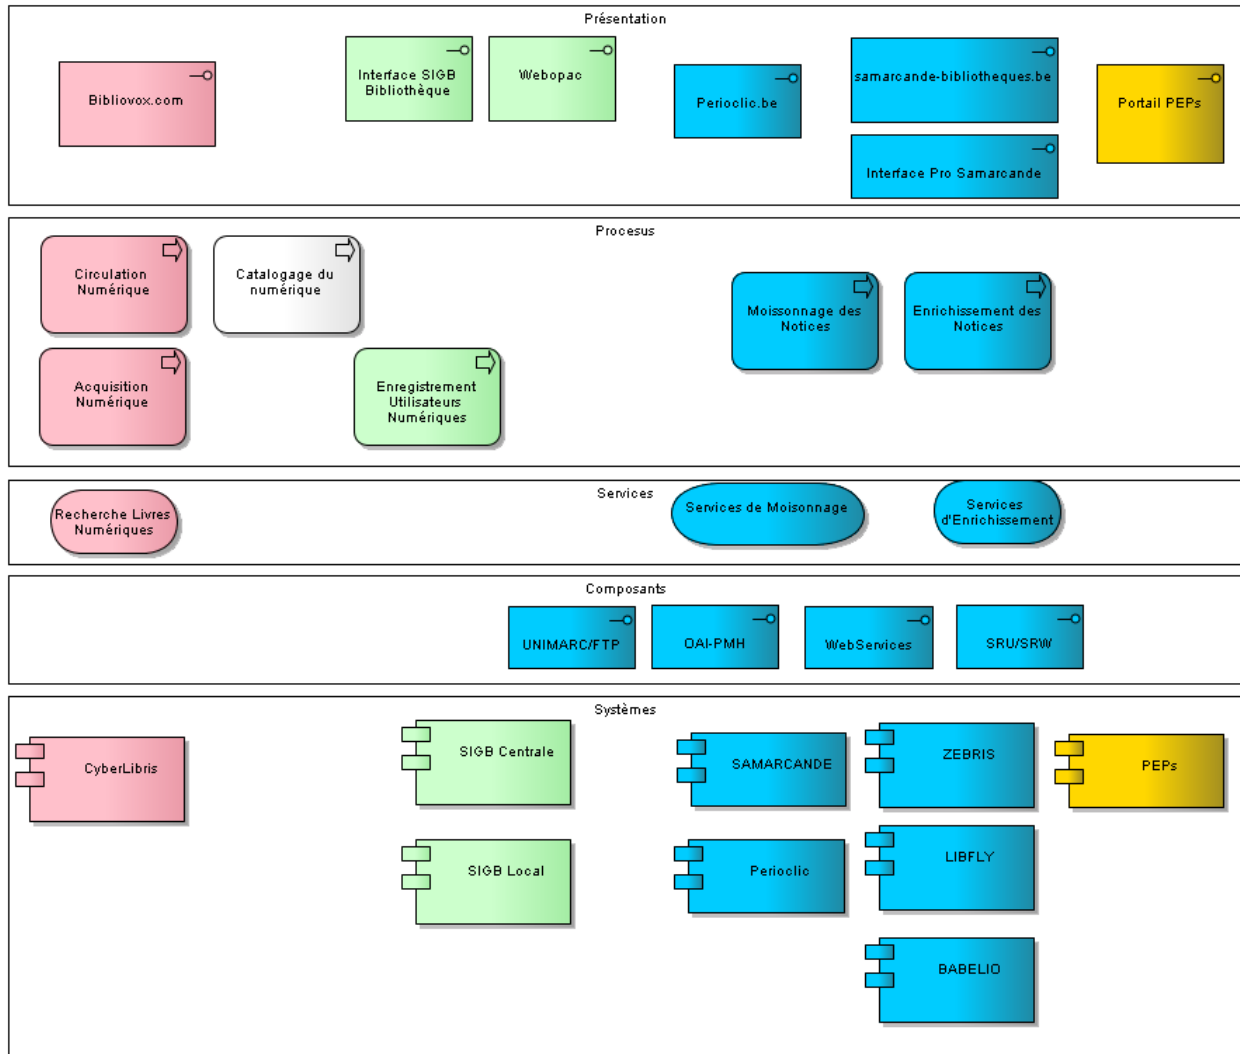 Présentation
Bibliovox.com
Interface SIGB
Bibliothèque
Webopac
Perioclic.be
samarcande-bibliotheques.be
Interface Pro Samarcande
Portail PEPs
Procesus
Circulation
Numérique
Catalogage du
numérique
Moissonnage des
Notices
Enrichissement des
Notices
Acquisition
Numérique
Enregistrement
Utilisateurs
Numériques
Services
Recherche Livres
Numériques
Services de Moisonnage
Services
d'Enrichissement
Composants
UNIMARC/FTP
OAI-PMH
WebServices
SRU/SRW
Systèmes
CyberLibris
SIGB Centrale
SAMARCANDE
ZEBRIS
PEPs
SIGB Local
Perioclic
LIBFLY
BABELIO